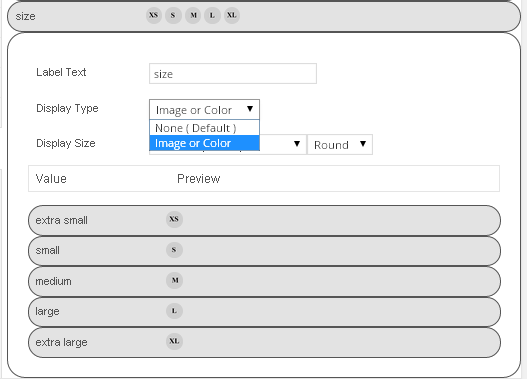 size XS S M L XL
Label Text size
Display Type Image or Color
None ( Default )
Image or Color
Display Size Round
Value Preview
extra small XS
small S
medium M
large L
extra large XL